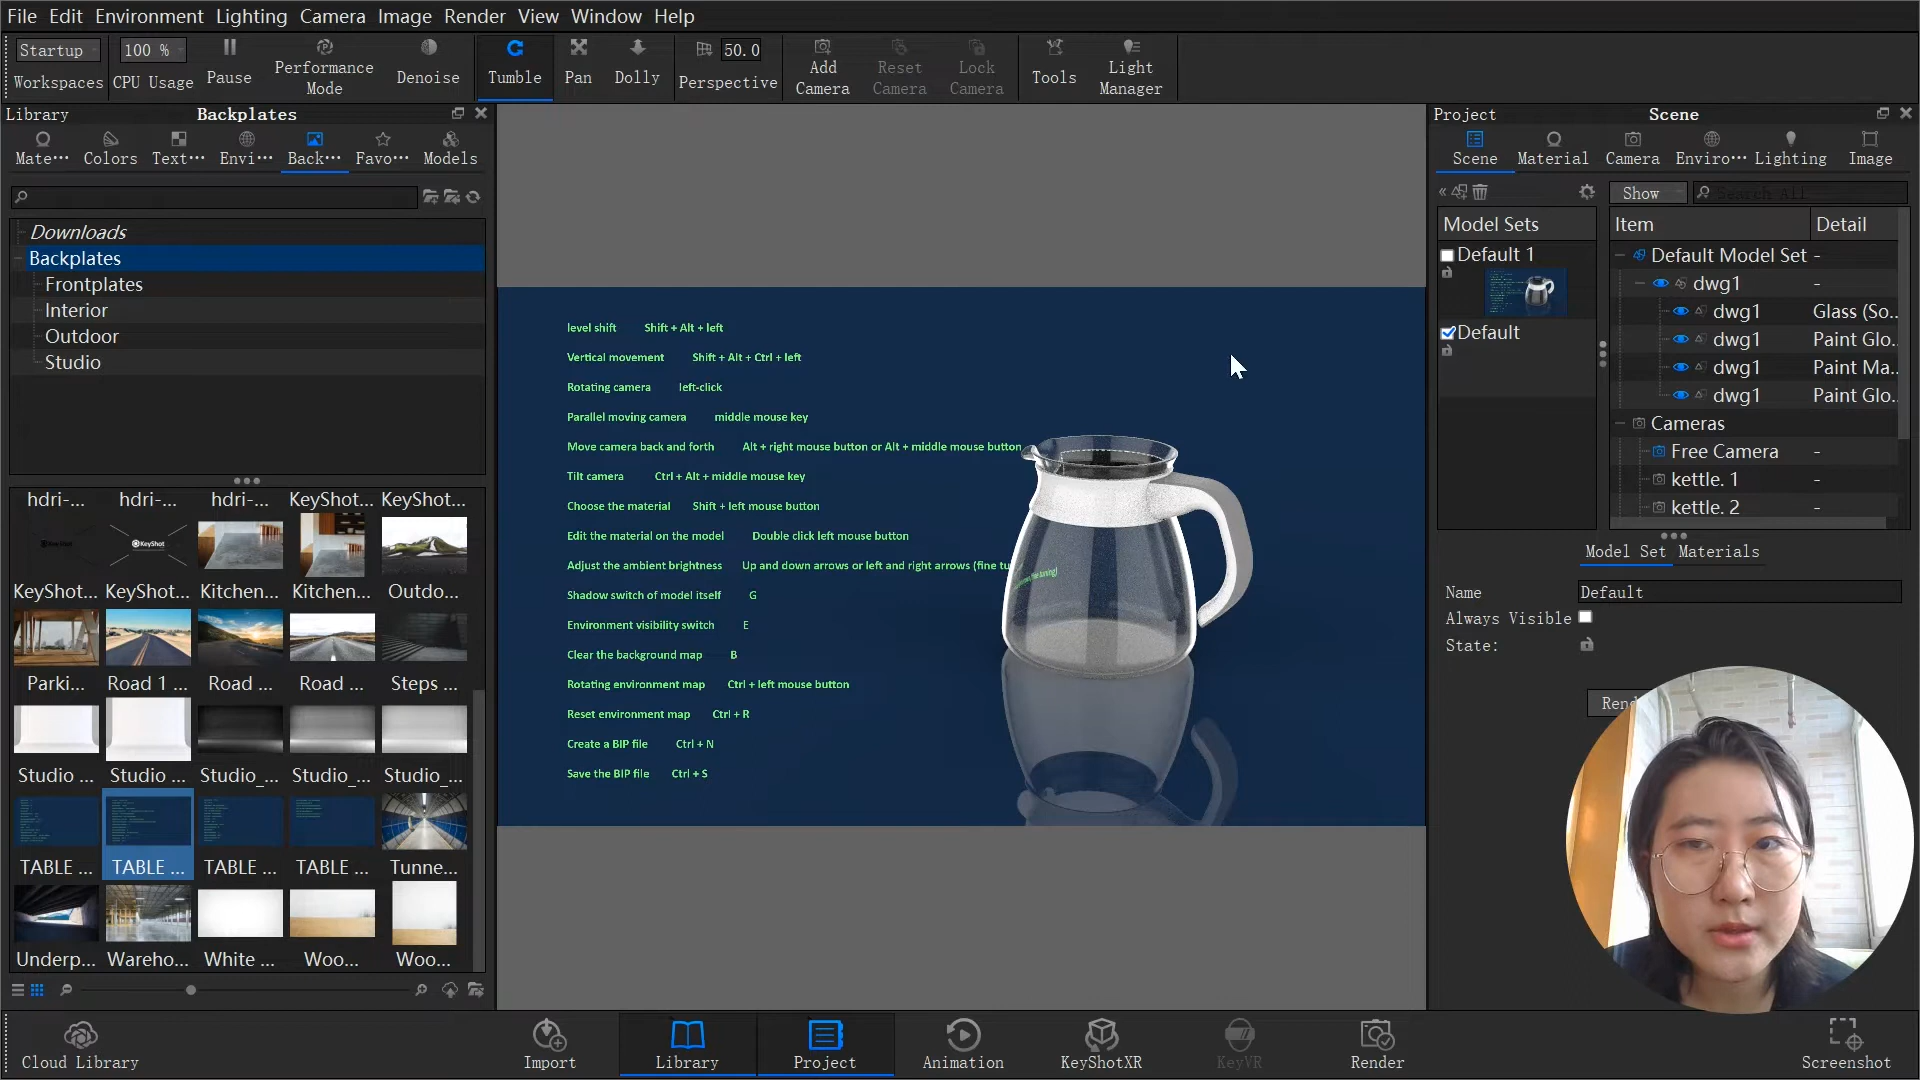 File Edit Environment Lighting Camera Image Render View Window Help
Startup
Workspaces
100 %
CPU Usage
Pause
Performance
Mode
Denoise
Tumble
Pan
Dolly
50.0
Perspective
Add
Camera
Reset
Camera
Lock
Camera
Tools
Light
Manager
Library
Backplates
Mate··· Colors Text··· Envi··· Back··· Favo··· Models
Downloads
Backplates
Frontplates
Interior
Outdoor
Studio
hdri-... hdri-... hdri-... KeyShot... KeyShot...
KeyShot
KeyShot... KeyShot... Kitchen... Kitchen... Outdo...
Parki... Road 1 ... Road ... Road ... Steps ...
Studio ... Studio ... Studio_... Studio_... Studio_...
TABLE ... TABLE ... TABLE ... TABLE ... Tunne...
Underp... Wareho... White ... Woo... Woo...
level shift Shift + Alt + left
Vertical movement Shift + Alt + Ctrl + left
Rotating camera left-click
Parallel moving camera middle mouse key
Move camera back and forth Alt + right mouse button or Alt + middle mouse button
Tilt camera Ctrl + Alt + middle mouse key
Choose the material Shift + left mouse button
Edit the material on the model Double click left mouse button
Adjust the ambient brightness Up and down arrows or left and right arrows (fine tu
Shadow switch of model itself G
Environment visibility switch E
Clear the background map B
Rotating environment map Ctrl + left mouse button
Reset environment map Ctrl + R
Create a BIP file Ctrl + N
Save the BIP file Ctrl + S
Project
Scene
Scene Material Camera Enviro··· Lighting Image
Show
Search All
Model Sets
Default 1
Default
Item Detail
Default Model Set -
dwg1 -
dwg1 Glass (So..
dwg1 Paint Glo..
dwg1 Paint Ma..
dwg1 Paint Glo..
Cameras
Free Camera -
kettle. 1 -
kettle. 2 -
Model Set Materials
Name Default
Always Visible
State:
Ren
Cloud Library
Import
Library
Project
Animation
KeyShotXR
KeyVR
Render
Screenshot